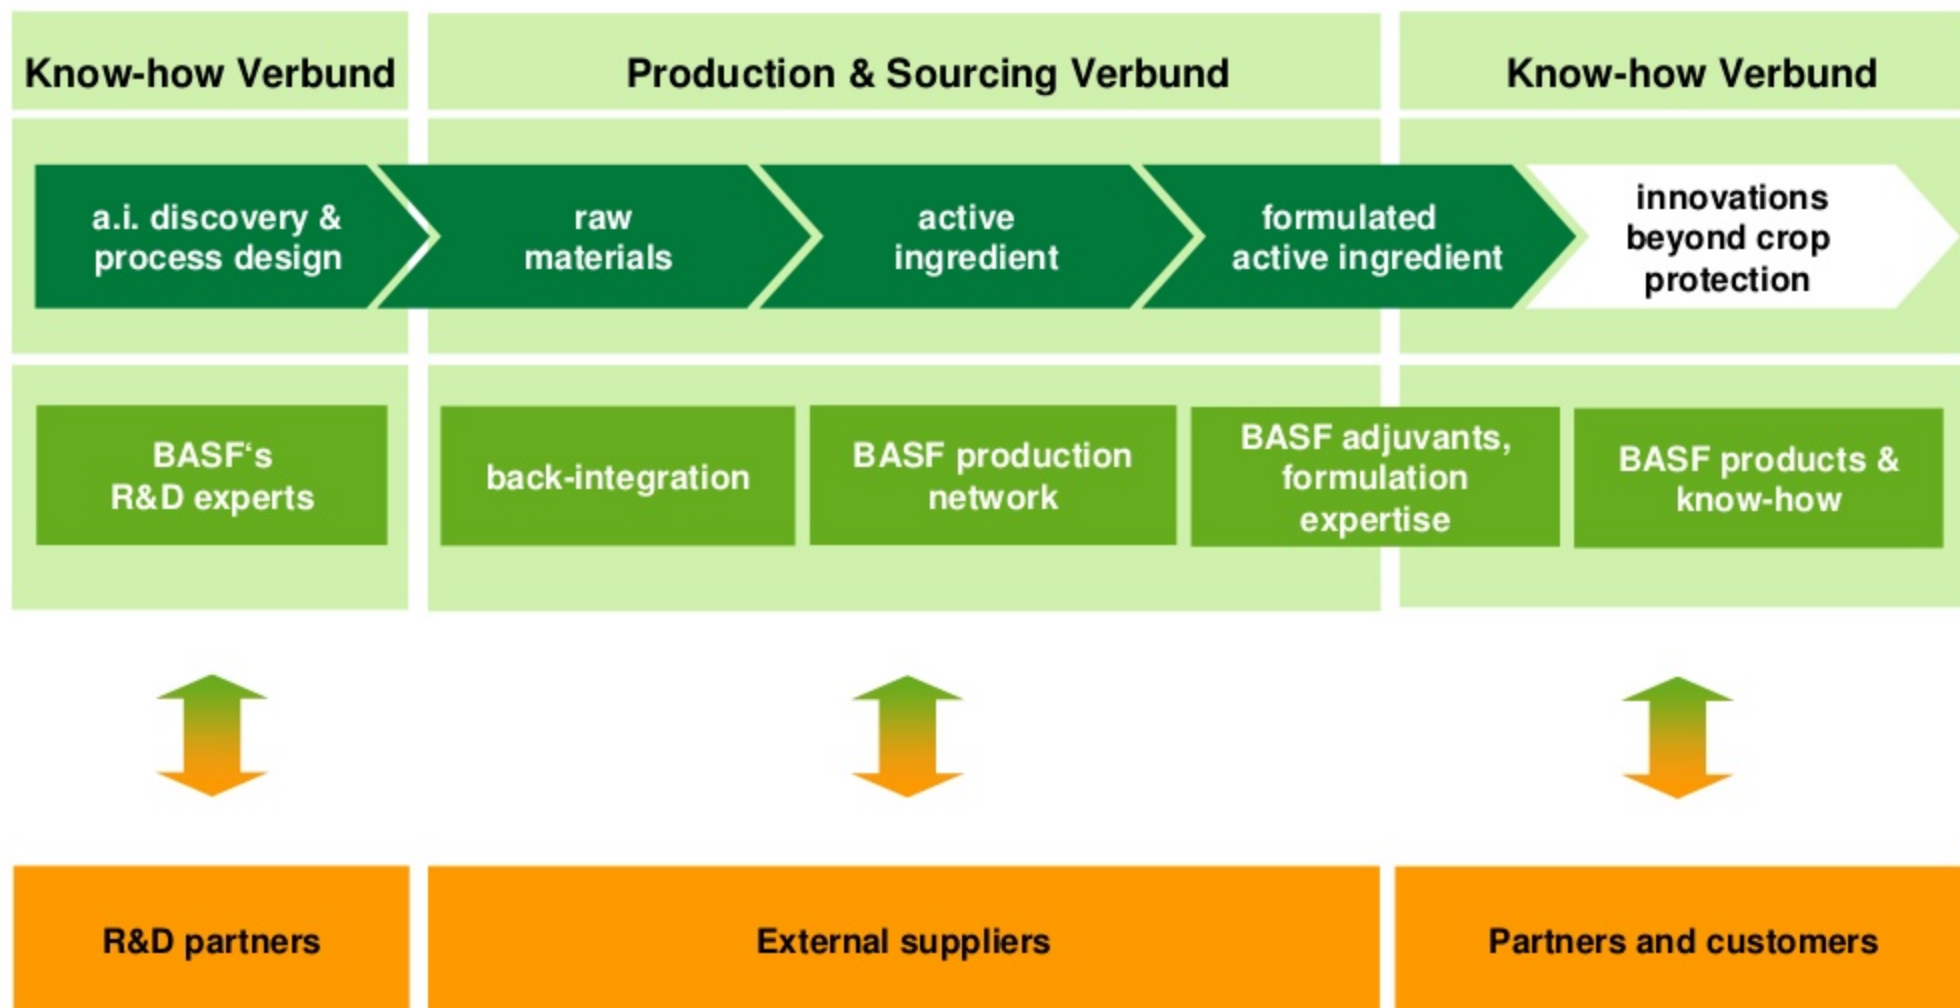 Know-how Verbund
Production & Sourcing Verbund
Know-how Verbund
a.i. discovery &
process design
raw
materials
active
ingredient
formulated
active ingredient
innovations
beyond crop
protection
BASF‘s
R&D experts
back-integration
BASF production
network
BASF adjuvants,
formulation
expertise
BASF products &
know-how
R&D partners
External suppliers
Partners and customers